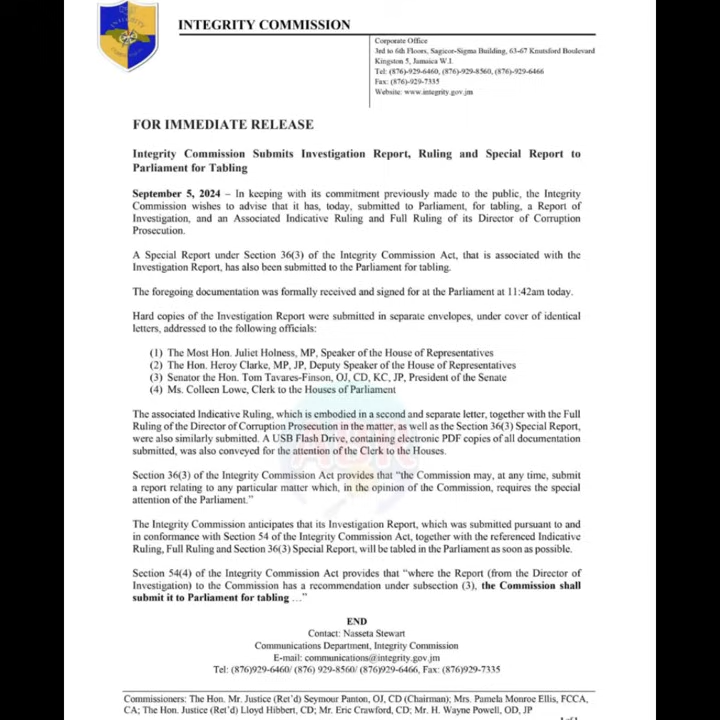 INTEGRITY
INTEGRITY COMMISSION
Corporate Office
3rd to 6th Floors, Sagicor-Sigma Building, 63-67 Knutsford Boulevard
Kingston 5, Jamaica W.I.
Tel: (876)-929-6460, (876)-929-8560, (876)-929-6466
Fax: (876)-929-7335
Website: www.integrity.gov.jm
FOR IMMEDIATE RELEASE
Integrity Commission Submits Investigation Report, Ruling and Special Report to
Parliament for Tabling
September 5, 2024 – In keeping with its commitment previously made to the public, the Integrity
Commission wishes to advise that it has, today, submitted to Parliament, for tabling, a Report of
Investigation, and an Associated Indicative Ruling and Full Ruling of its Director of Corruption
Prosecution.
A Special Report under Section 36(3) of the Integrity Commission Act, that is associated with the
Investigation Report, has also been submitted to the Parliament for tabling.
The foregoing documentation was formally received and signed for at the Parliament at 11:42am today.
Hard copies of the Investigation Report were submitted in separate envelopes, under cover of identical
letters, addressed to the following officials:
(1) The Most Hon. Juliet Holness, MP, Speaker of the House of Representatives
(2) The Hon. Heroy Clarke, MP, JP, Deputy Speaker of the House of Representatives
(3) Senator the Hon. Tom Tavares-Finson, OJ, CD, KC, JP, President of the Senate
(4) Ms. Colleen Lowe, Clerk to the Houses of Parliament
The associated Indicative Ruling, which is embodied in a second and separate letter, together with the Full
Ruling of the Director of Corruption Prosecution in the matter, as well as the Section 36(3) Special Report,
were also similarly submitted. A USB Flash Drive, containing electronic PDF copies of all documentation
submitted, was also conveyed for the attention of the Clerk to the Houses.
Section 36(3) of the Integrity Commission Act provides that “the Commission may, at any time, submit
a report relating to any particular matter which, in the opinion of the Commission, requires the special
attention of the Parliament.”
The Integrity Commission anticipates that its Investigation Report, which was submitted pursuant to and
in conformance with Section 54 of the Integrity Commission Act, together with the referenced Indicative
Ruling, Full Ruling and Section 36(3) Special Report, will be tabled in the Parliament as soon as possible.
Section 54(4) of the Integrity Commission Act provides that “where the Report (from the Director of
Investigation) to the Commission has a recommendation under subsection (3), the Commission shall
submit it to Parliament for tabling …”
END
Contact: Nasseta Stewart
Communications Department, Integrity Commission
E-mail: communications@integrity.gov.jm
Tel: (876)929-6460/ (876) 929-8560/ (876)929-6466, Fax: (876)929-7335
Commissioners: The Hon. Mr. Justice (Ret’d) Seymour Panton, OJ, CD (Chairman); Mrs. Pamela Monroe Ellis, FCCA,
CA; The Hon. Justice (Ret’d) Lloyd Hibbert, CD; Mr. Eric Crawford, CD; Mr. H. Wayne Powell, OD, JP